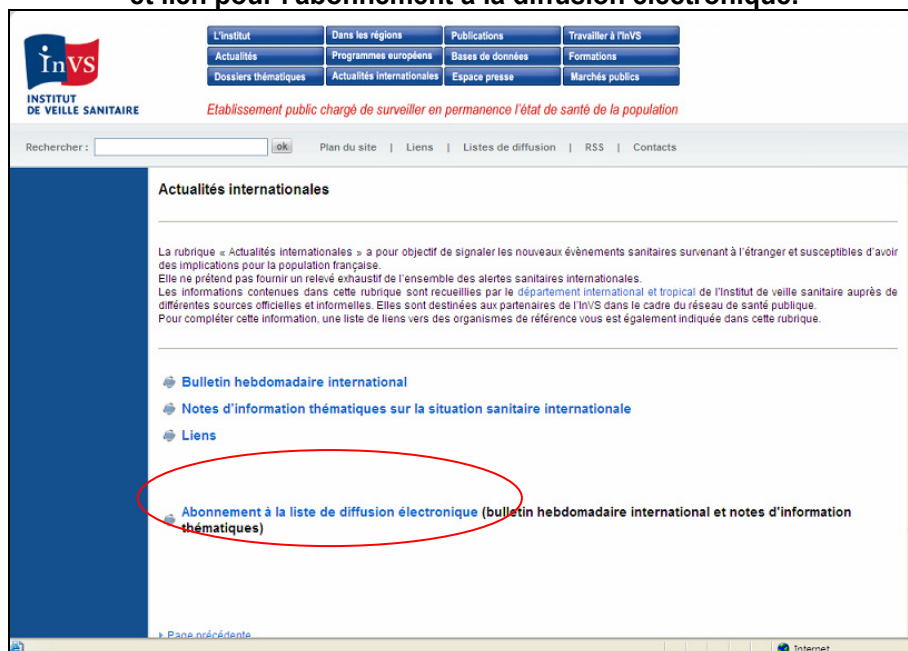 et lien pour l'abonnement à la diffusion électronique.
L'institut Dans les régions Publications Travailler à l'InVS
Actualités Programmes européens Bases de données Formations
Dossiers thématiques Actualités internationales Espace presse Marchés publics
InVS
INSTITUT
DE VEILLE SANITAIRE
Etablissement public chargé de surveiller en permanence l'état de santé de la population
Rechercher : ok Plan du site | Liens | Listes de diffusion | RSS | Contacts
Actualités internationales
La rubrique « Actualités internationales » a pour objectif de signaler les nouveaux évènements sanitaires survenant à l'étranger et susceptibles d'avoir
des implications pour la population française.
Elle ne prétend pas fournir un relevé exhaustif de l'ensemble des alertes sanitaires internationales.
Les informations contenues dans cette rubrique sont recueillies par le département international et tropical de l'Institut de veille sanitaire auprès de
différentes sources officielles et informelles. Elles sont destinées aux partenaires de l'InVS dans le cadre du réseau de santé publique.
Pour compléter cette information, une liste de liens vers des organismes de référence vous est également indiquée dans cette rubrique.
Bulletin hebdomadaire international
Notes d'information thématiques sur la situation sanitaire internationale
Liens
Abonnement à la liste de diffusion électronique (bulletin hebdomadaire international et notes d'information
thématiques)
Page précédente
Internet